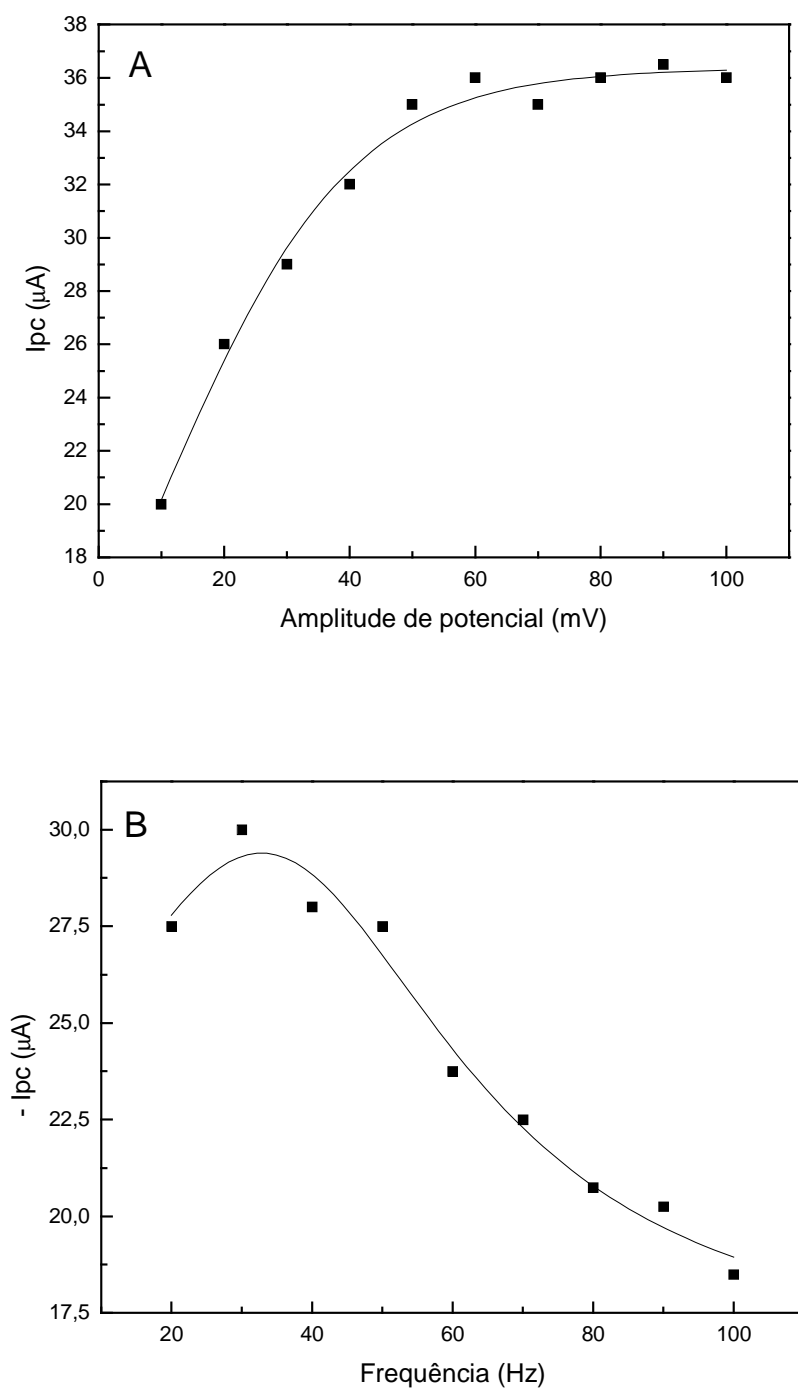 A
38
36
34
32
30
28
26
24
22
20
18
Ipc (μA)
0 20 40 60 80 100
Amplitude de potencial (mV)
B
30,0
27,5
25,0
22,5
20,0
17,5
- Ipc (μA)
20 40 60 80 100
Frequência (Hz)